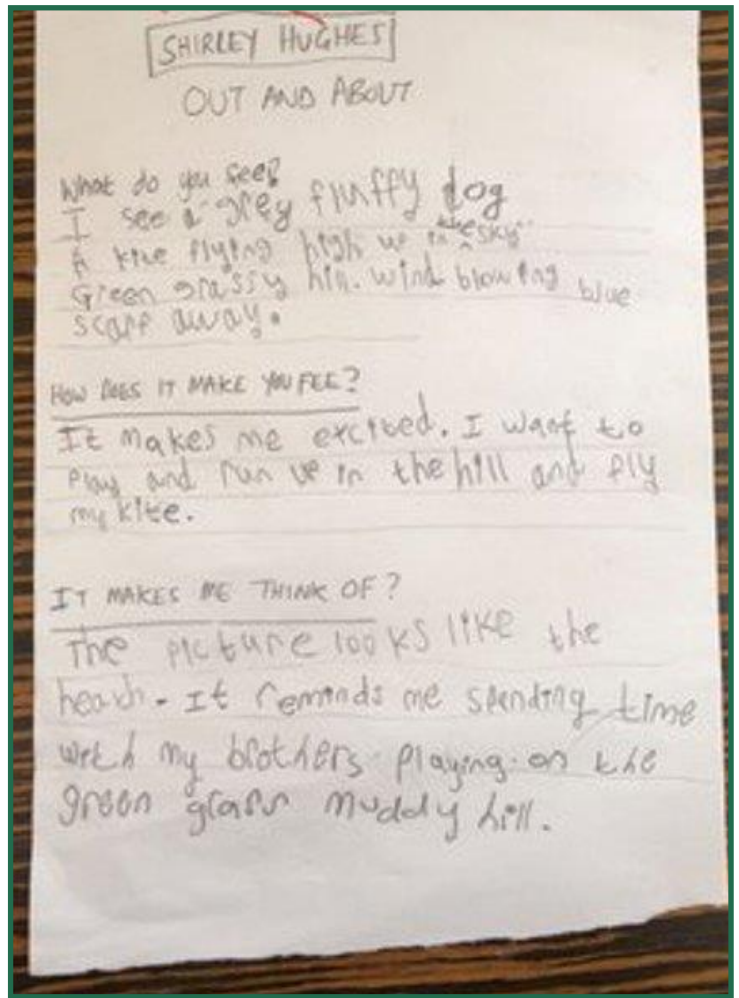 SHIRLEY HUGHES
OUT AND ABOUT
What do you see?
I see a grey fluffy dog
A kite flying high up in the sky
Green grassy hill. wind blowing blue
scarf away.
HOW DOES IT MAKE YOU FEE?
It makes me excited. I want to
Play and run up in the hill and fly
my kite.
IT MAKES ME THINK OF?
The picture looks like the
heath. It reminds me spending time
with my brothers playing on the
green grass muddy hill.